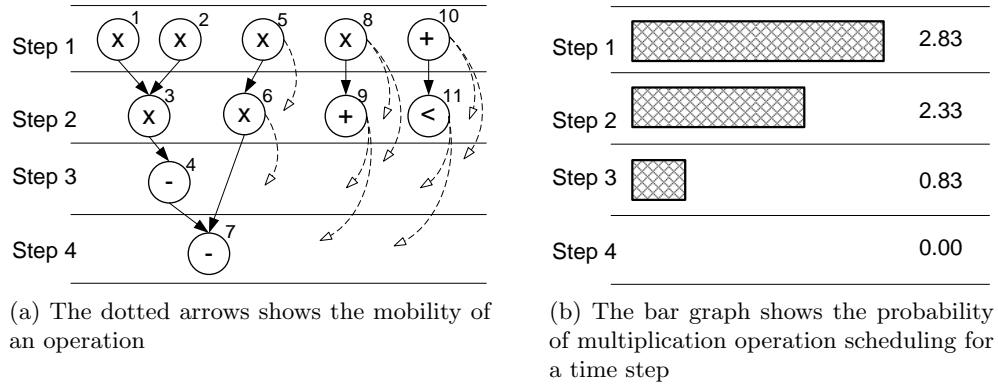 Step 1
x 1
x 2
x 5
x 8
+ 10
Step 2
x 3
x 6
+ 9
< 11
Step 3
- 4
Step 4
- 7
(a) The dotted arrows shows the mobility of
an operation
Step 1 2.83
Step 2 2.33
Step 3 0.83
Step 4 0.00
(b) The bar graph shows the probability
of multiplication operation scheduling for
a time step